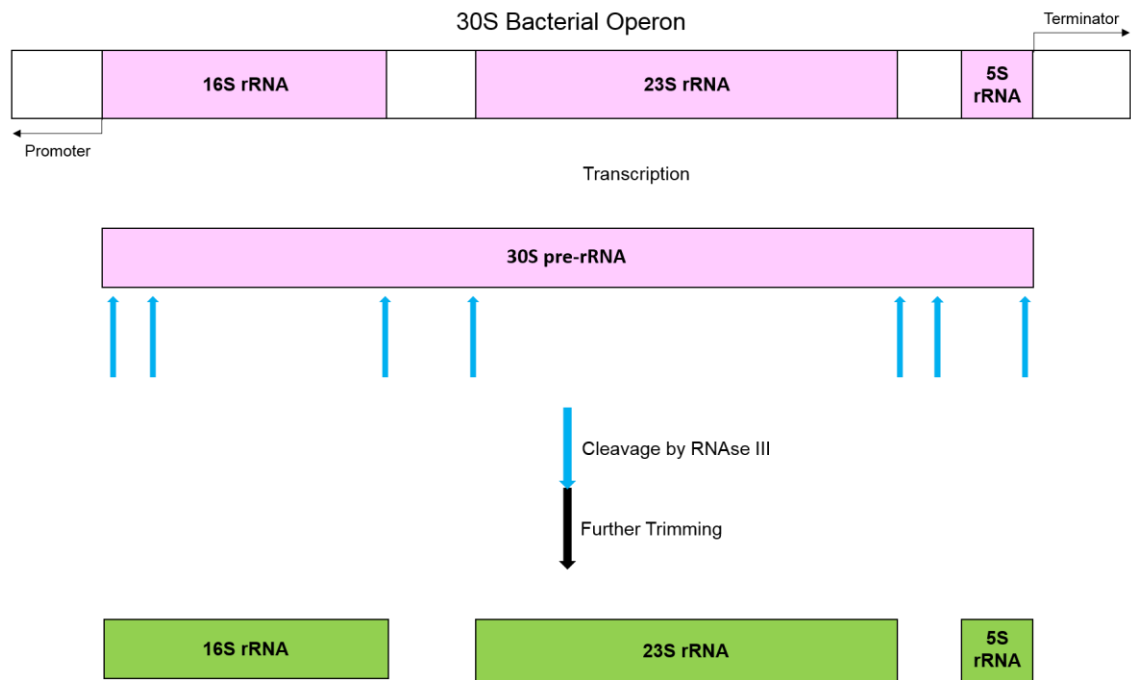 30S Bacterial Operon
Terminator
16S rRNA
23S rRNA
5S
rRNA
Promoter
Transcription
30S pre-rRNA
Cleavage by RNAse III
Further Trimming
16S rRNA
23S rRNA
5S
rRNA